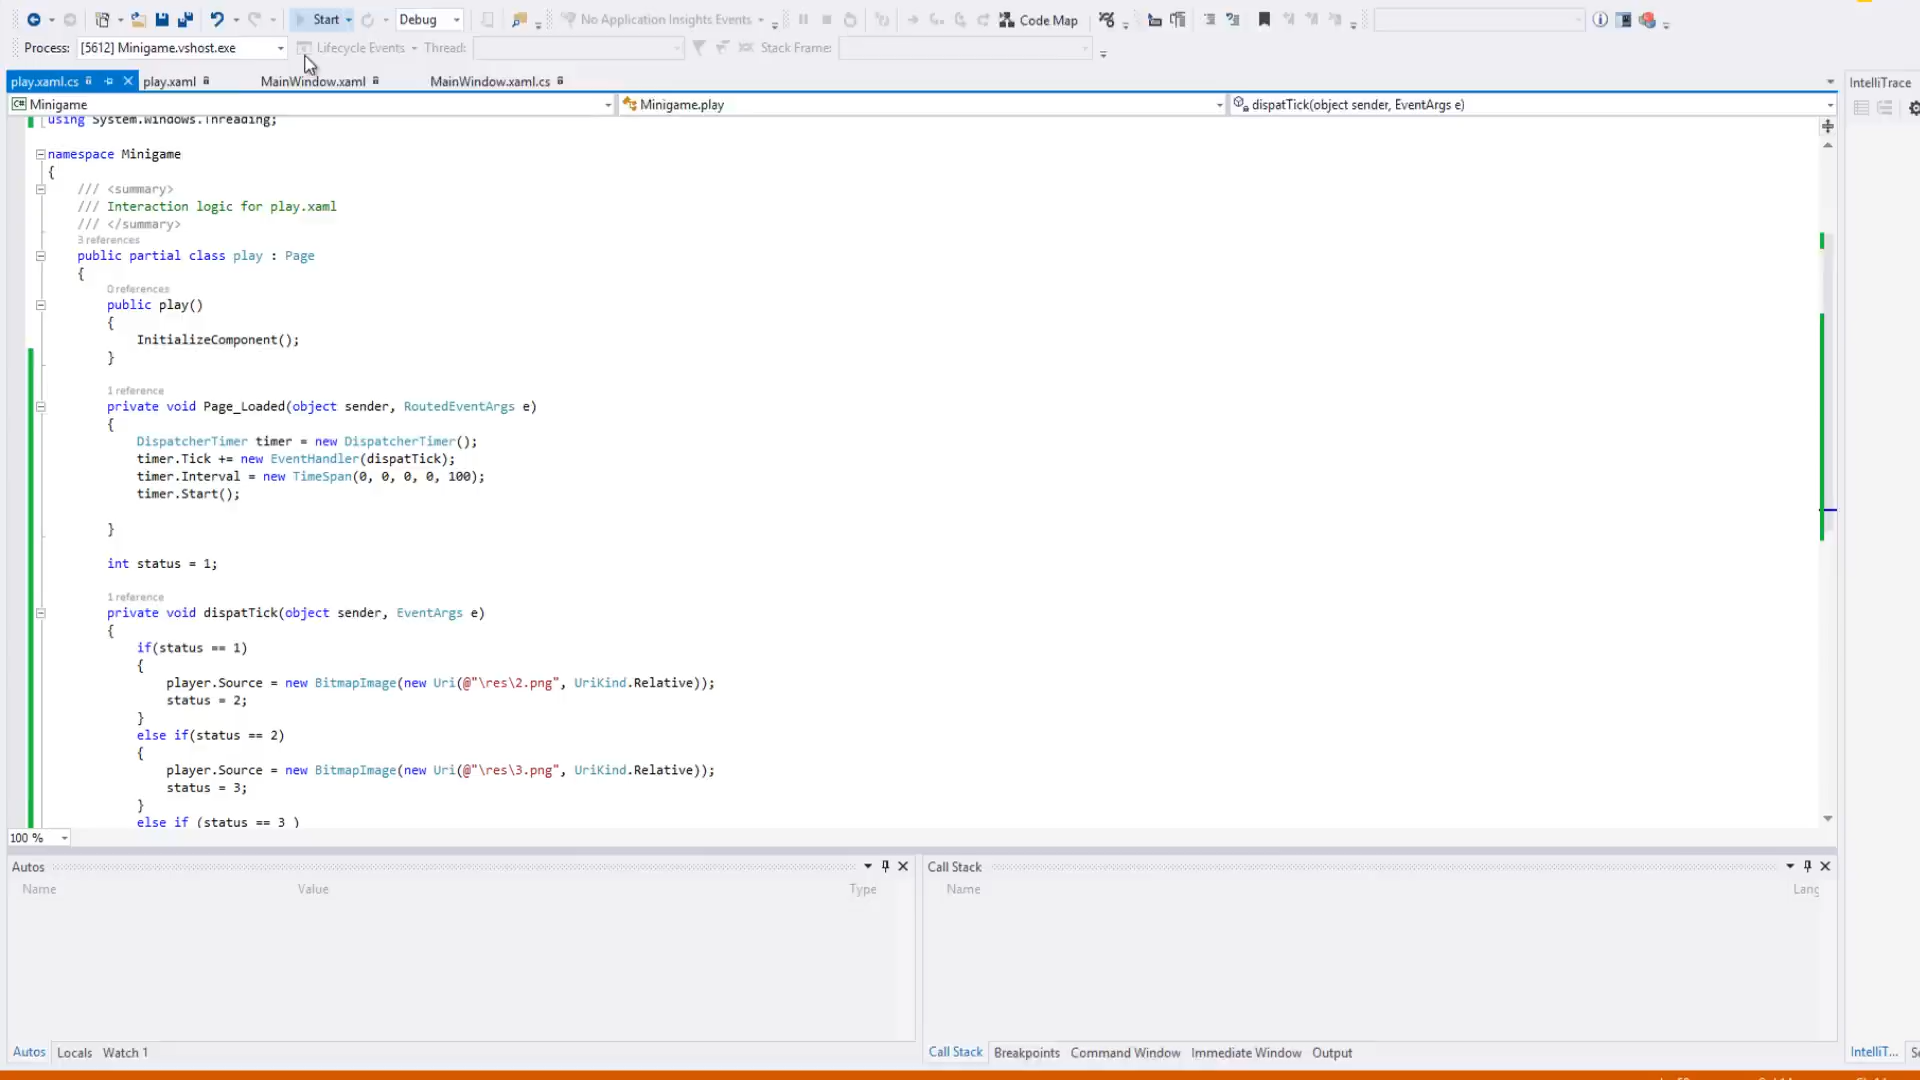 Start Debug No Application Insights Events Code Map
Process: [5612] Minigame.vshost.exe Lifecycle Events Thread: Stack Frame:
play.xaml.cs play.xaml MainWindow.xaml MainWindow.xaml.cs IntelliTrace
C# Minigame Minigame.play dispatTick(object sender, EventArgs e)
using System.Windows.Threading;
namespace Minigame
{
/// <summary>
/// Interaction logic for play.xaml
/// </summary>
3 references
public partial class play : Page
{
0 references
public play()
{
InitializeComponent();
}
1 reference
private void Page_Loaded(object sender, RoutedEventArgs e)
{
DispatcherTimer timer = new DispatcherTimer();
timer.Tick += new EventHandler(dispatTick);
timer.Interval = new TimeSpan(0, 0, 0, 0, 100);
timer.Start();
}
int status = 1;
1 reference
private void dispatTick(object sender, EventArgs e)
{
if(status == 1)
{
player.Source = new BitmapImage(new Uri(@"\res\2.png", UriKind.Relative));
status = 2;
}
else if(status == 2)
{
player.Source = new BitmapImage(new Uri(@"\res\3.png", UriKind.Relative));
status = 3;
}
else if (status == 3 )
100 %
Autos Call Stack
Name Value Type Name Lang
Autos Locals Watch 1 Call Stack Breakpoints Command Window Immediate Window Output IntelliT...